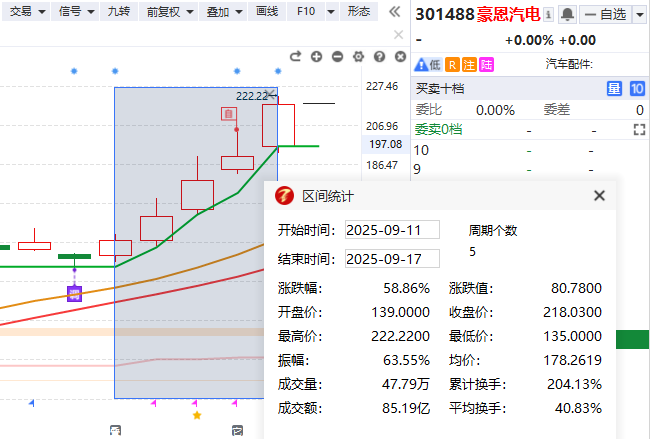 交易 信号 九转 前复权 叠加 画线 F10 形态
301488 豪恩汽电 自选
-
+0.00% +0.00
低 R 注 陆 汽车配件:
买卖十档 量 10
委比 0.00% 委差 0
委卖0档 - -
10 - -
9 - -
227.46
222.22
206.96
197.08
186.47
区间统计
开始时间: 2025-09-11 周期个数
5
结束时间: 2025-09-17
涨跌幅: 58.86% 涨跌值: 80.7800
开盘价: 139.0000 收盘价: 218.0300
最高价: 222.2200 最低价: 135.0000
振幅: 63.55% 均价: 178.2619
成交量: 47.79万 累计换手: 204.13%
成交额: 85.19亿 平均换手: 40.83%